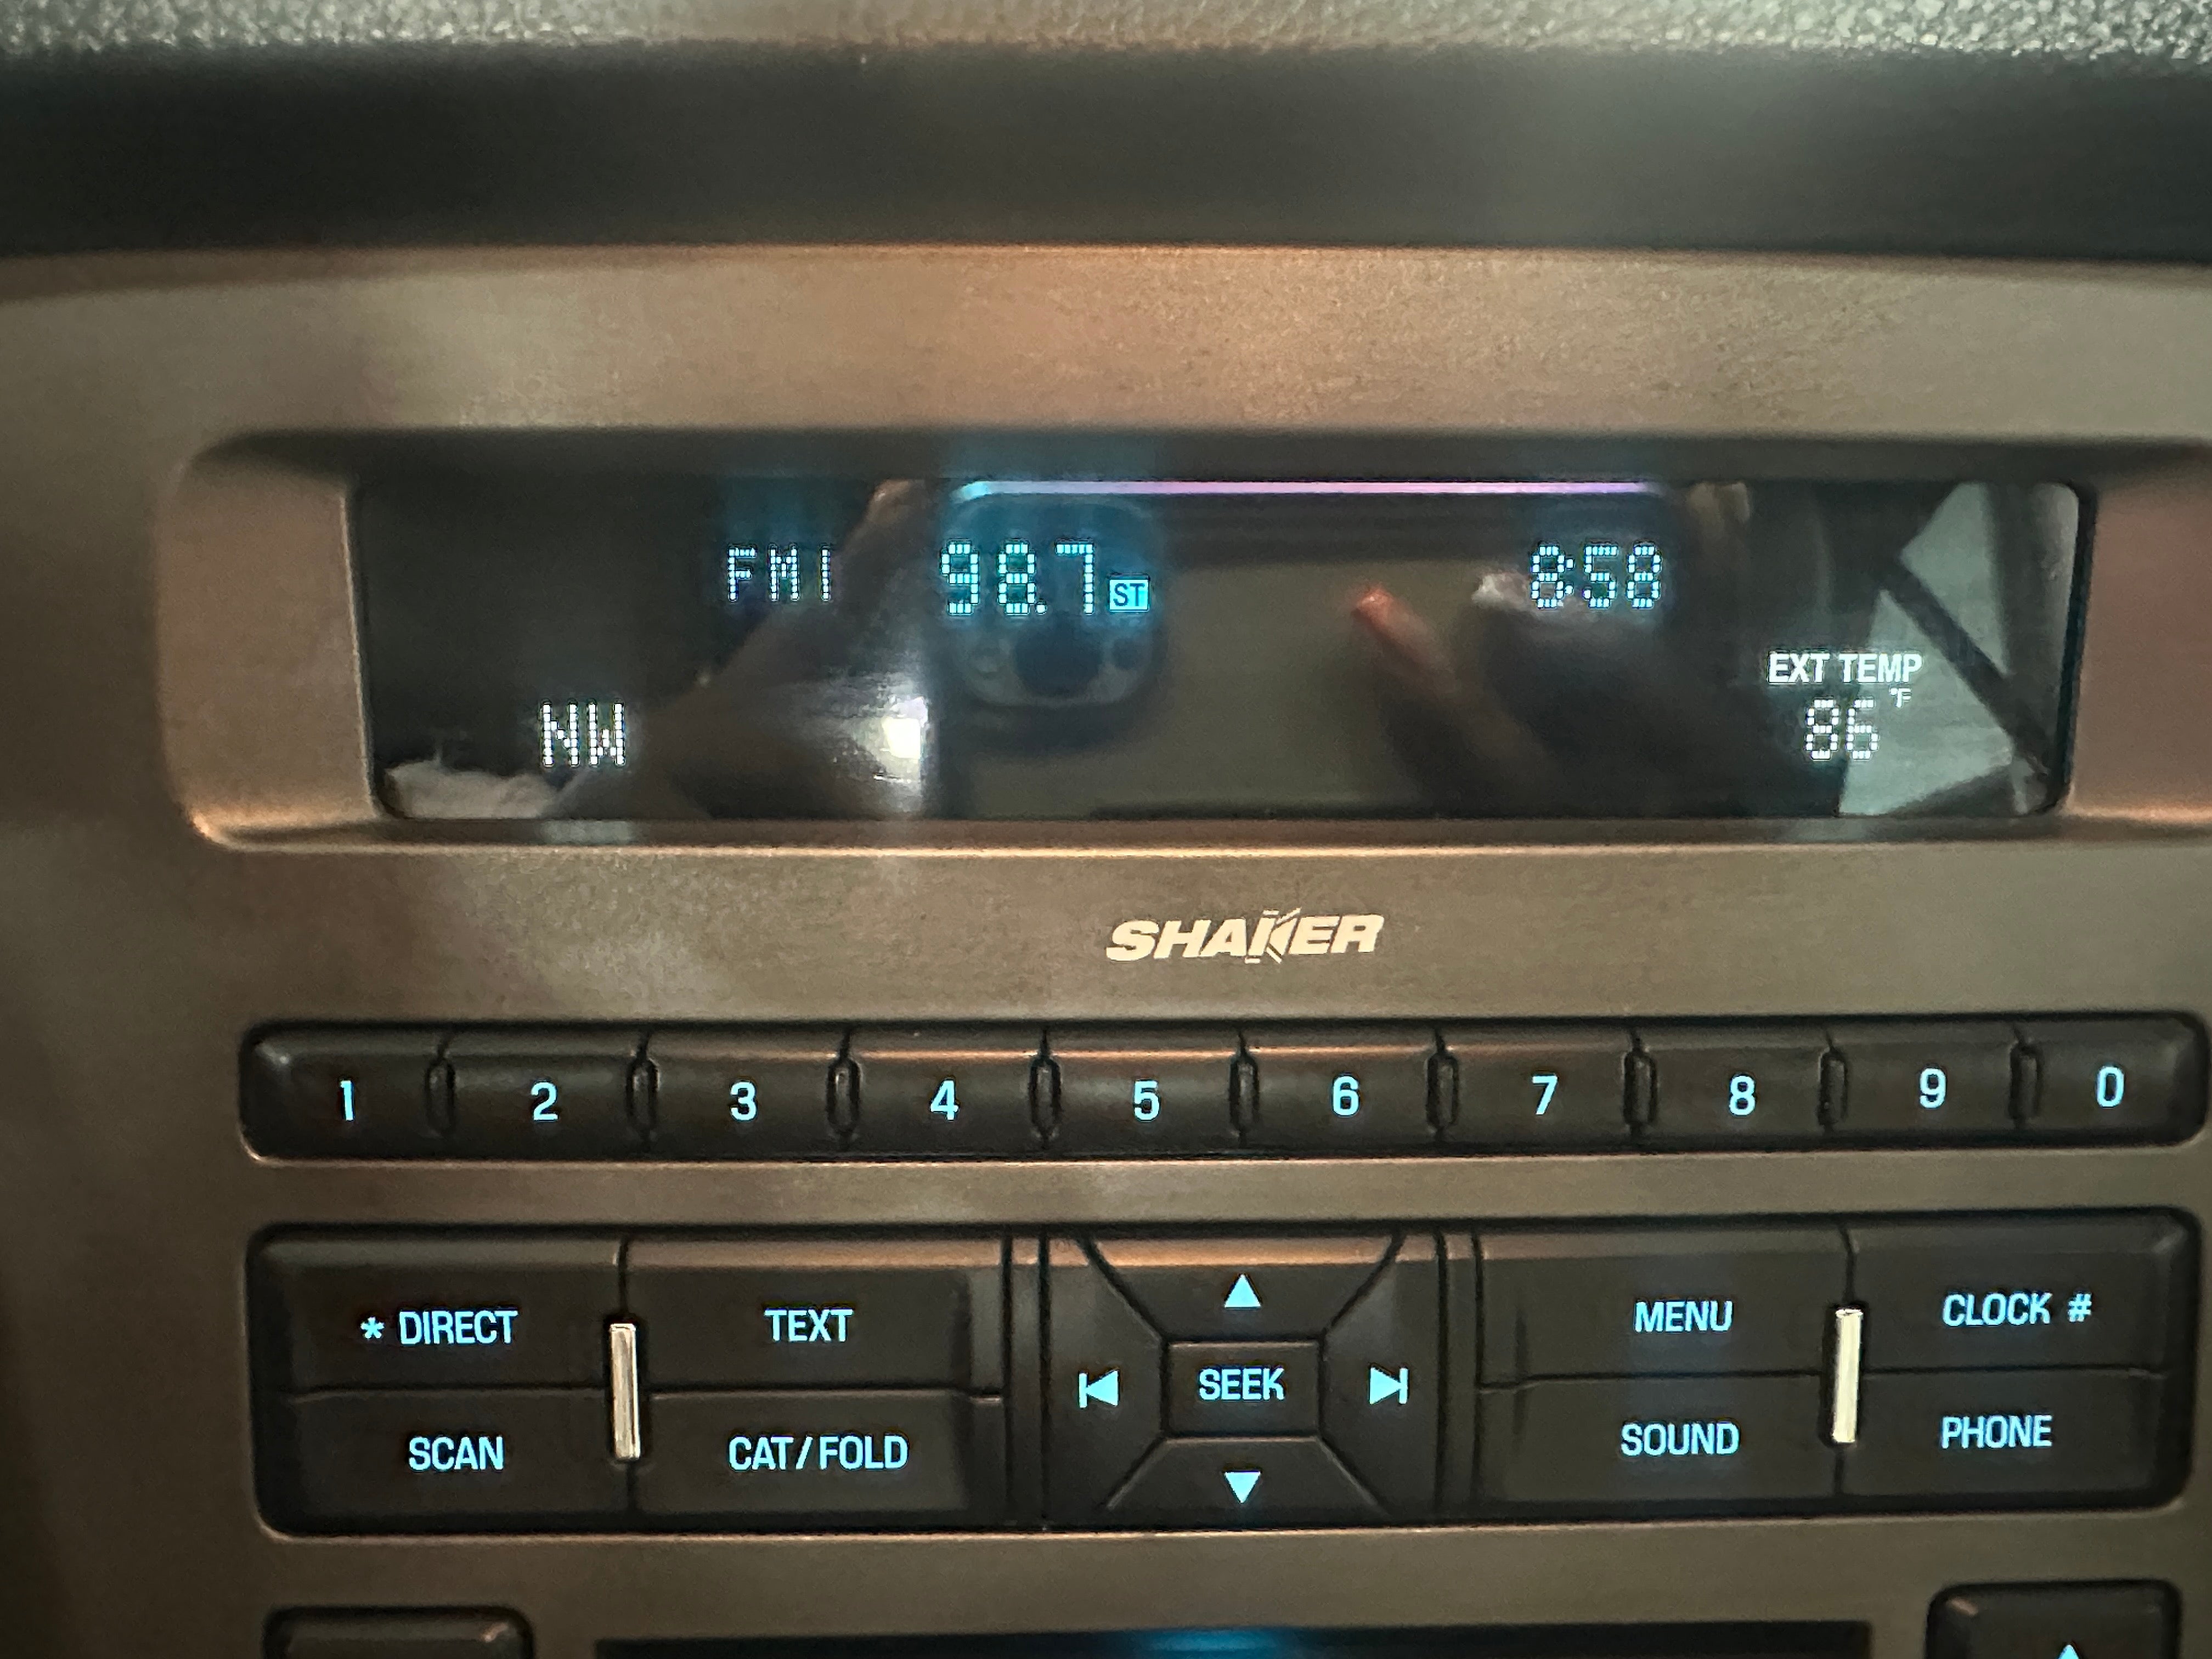 FM1 98.7 ST 8:58
EXT TEMP
NW 86 °F
SHAKER
1 2 3 4 5 6 7 8 9 0
* DIRECT TEXT MENU CLOCK #
SEEK
SCAN CAT/FOLD SOUND PHONE